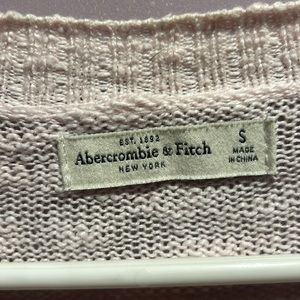 EST. 1892
Abercrombie & Fitch
NEW YORK
S
MADE
IN CHINA